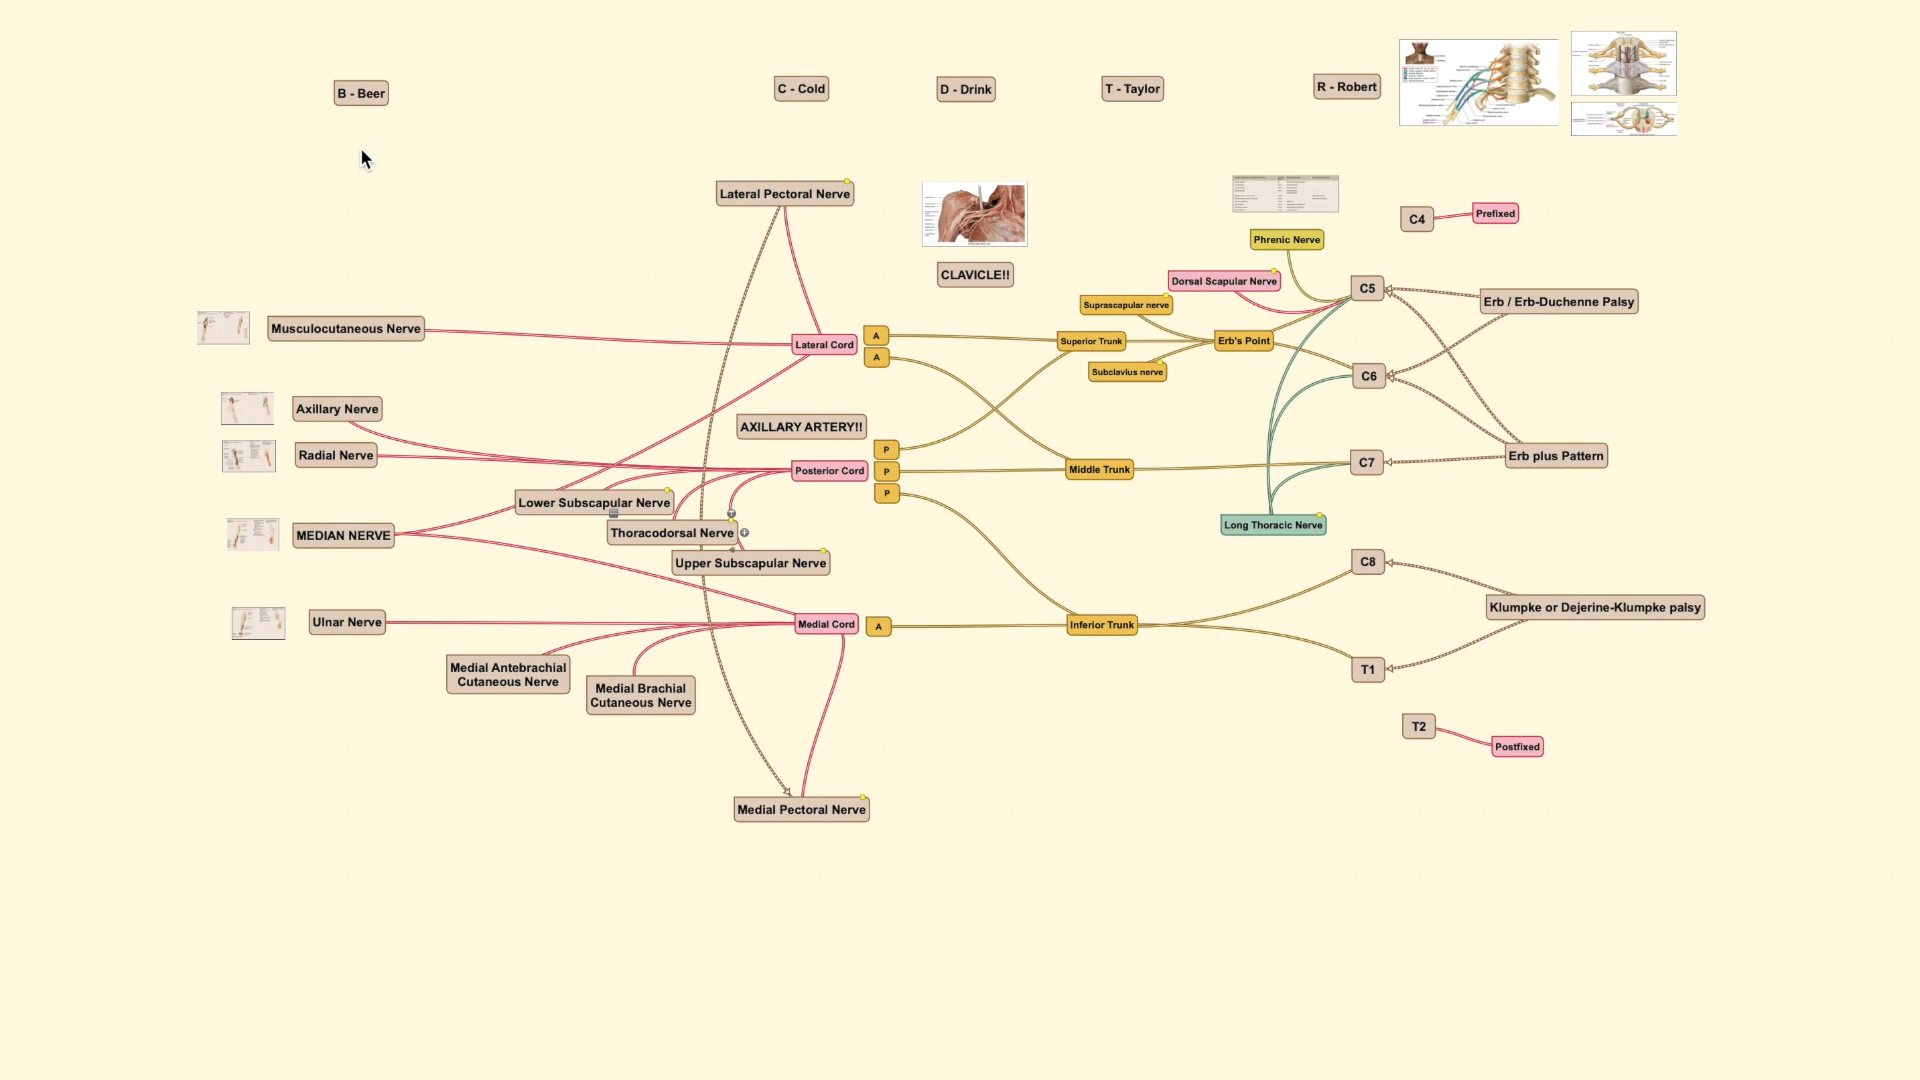 B - Beer
C - Cold
D - Drink
T - Taylor
R - Robert
Lateral Pectoral Nerve
CLAVICLE!!
Phrenic Nerve
C4
Prefixed
Dorsal Scapular Nerve
C5
Suprascapular nerve
Erb / Erb-Duchenne Palsy
Musculocutaneous Nerve
Lateral Cord
A
A
Superior Trunk
Erb's Point
Subclavius nerve
C6
Axillary Nerve
AXILLARY ARTERY!!
Radial Nerve
Posterior Cord
P
P
P
Middle Trunk
C7
Erb plus Pattern
Lower Subscapular Nerve
MEDIAN NERVE
Thoracodorsal Nerve
Long Thoracic Nerve
Upper Subscapular Nerve
C8
Klumpke or Dejerine-Klumpke palsy
Ulnar Nerve
Medial Cord
A
Inferior Trunk
Medial Antebrachial
Cutaneous Nerve
Medial Brachial
Cutaneous Nerve
T1
T2
Postfixed
Medial Pectoral Nerve